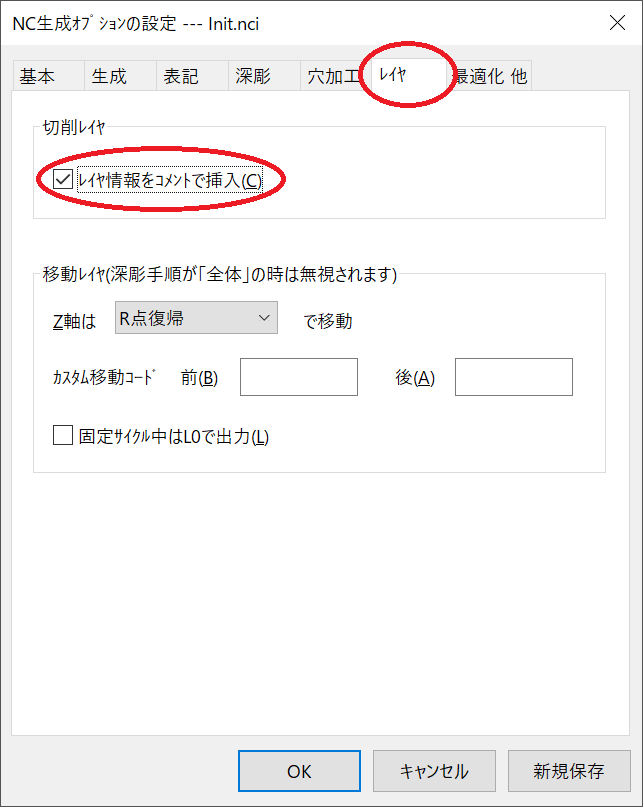 NC生成ｵﾌﾟｼｮﾝの設定 --- Init.nci
基本 生成 表記 深彫 穴加工 ﾚｲﾔ 最適化 他
切削ﾚｲﾔ
ﾚｲﾔ情報をｺﾒﾝﾄで挿入(C)
移動ﾚｲﾔ(深彫手順が｢全体｣の時は無視されます)
Z軸は R点復帰 で移動
ｶｽﾀﾑ移動ｺｰﾄﾞ 前(B) 後(A)
固定ｻｲｸﾙ中はL0で出力(L)
OK キャンセル 新規保存